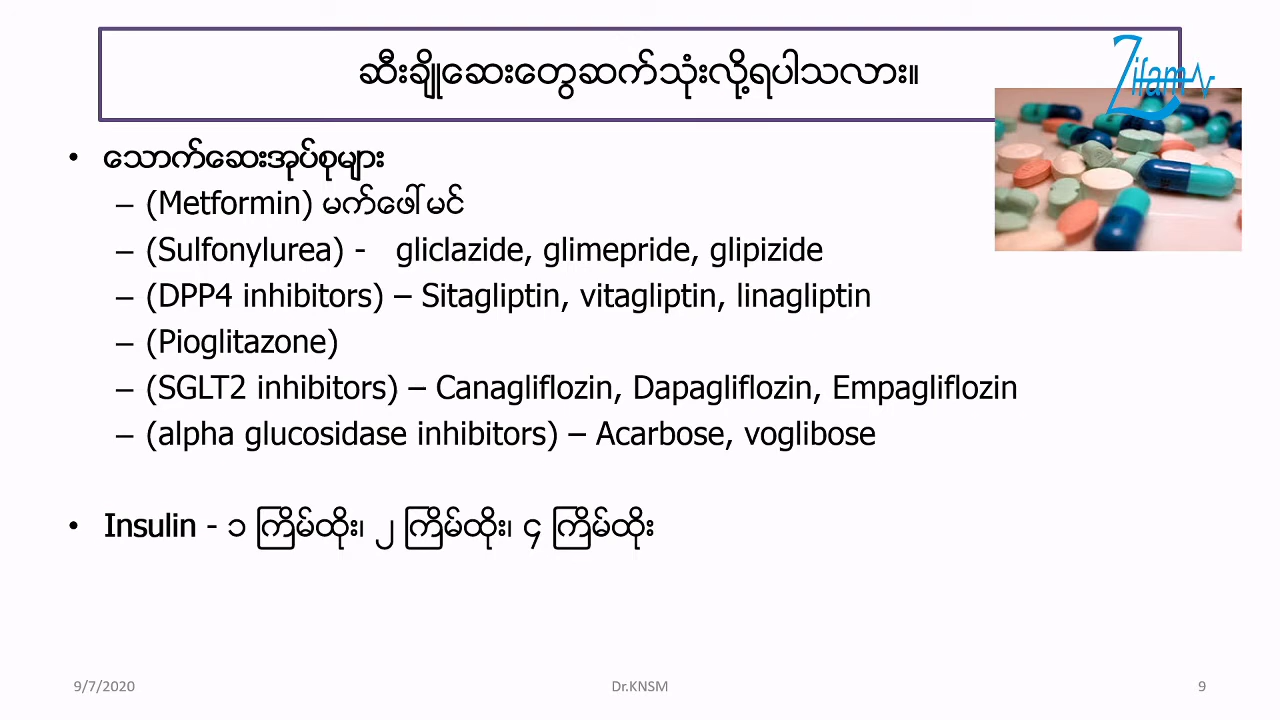 ဆီးချိုဆေးတွေဆက်သုံးလို့ရပါသလား။
Zifam
• သောက်ဆေးအုပ်စုများ
– (Metformin) မက်ဖေါ်မင်
– (Sulfonylurea) - gliclazide, glimepride, glipizide
– (DPP4 inhibitors) – Sitagliptin, vitagliptin, linagliptin
– (Pioglitazone)
– (SGLT2 inhibitors) – Canagliflozin, Dapagliflozin, Empagliflozin
– (alpha glucosidase inhibitors) – Acarbose, voglibose
• Insulin - ၁ ကြိမ်ထိုး၊ ၂ ကြိမ်ထိုး၊ ၄ ကြိမ်ထိုး
9/7/2020
Dr.KNSM
9